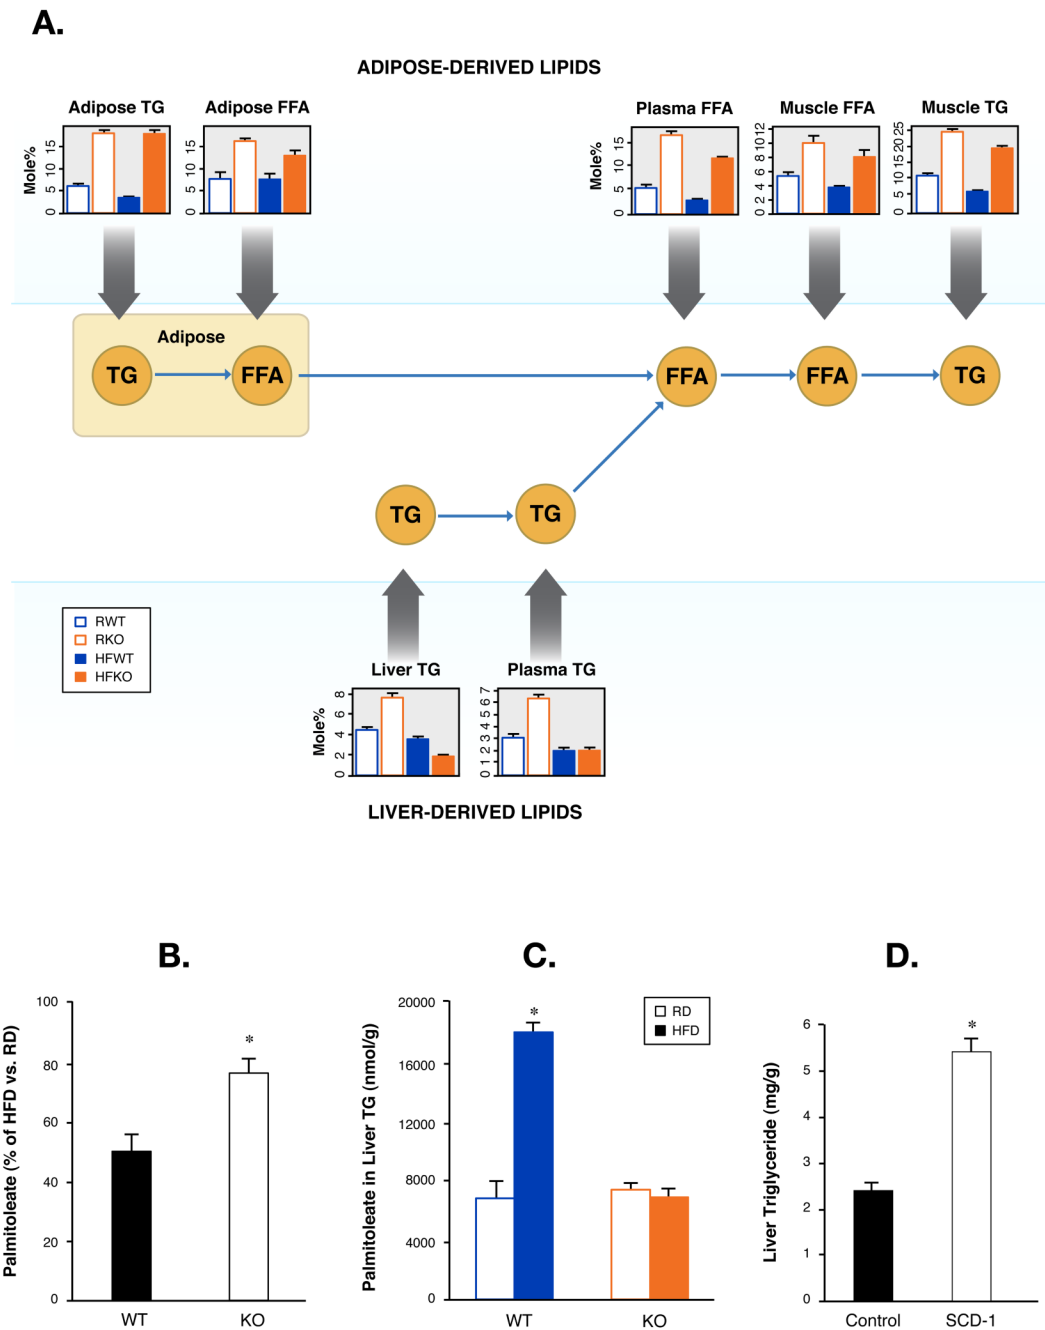 A.
ADIPOSE-DERIVED LIPIDS
Adipose TG
Adipose FFA
Plasma FFA
Muscle FFA
Muscle TG
Mole%
0 5 10 15
0 5 10 15
Mole%
0 5 10 15
0 2 4 6 8 10 12
0 5 10 15 20 25
Adipose
TG
FFA
FFA
FFA
TG
TG
TG
RWT
RKO
HFWT
HFKO
Liver TG
Plasma TG
Mole%
0 2 4 6 8
0 1 2 3 4 5 6 7
LIVER-DERIVED LIPIDS
B.
Palmitoleate (% of HFD vs. RD)
100
80
60
40
20
0
*
WT
KO
C.
Palmitoleate in Liver TG (nmol/g)
20000
16000
12000
8000
4000
0
*
RD
HFD
WT
KO
D.
Liver Triglyceride (mg/g)
6
5
4
3
2
1
0
*
Control
SCD-1